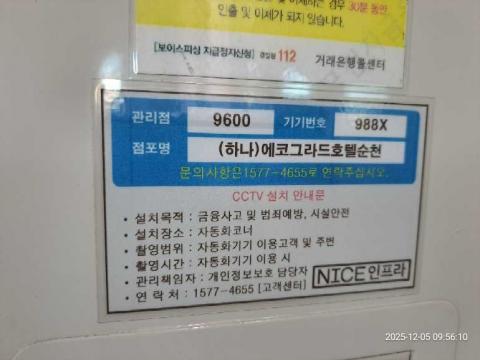 하는 경우 30분 동안
인출 및 이체가 되지 않습니다.
[보이스피싱 지급정지신청] 경찰청 112 거래은행콜센터
관리점 9600 기기번호 988X
점포명 (하나)에코그라드호텔순천
문의사항은1577-4655로 연락주십시오.
CCTV 설치 안내문
• 설치목적 : 금융사고 및 범죄예방, 시설안전
• 설치장소 : 자동화코너
• 촬영범위 : 자동화기기 이용고객 및 주변
• 촬영시간 : 자동화기기 이용 시
• 관리책임자 : 개인정보보호 담당자
• 연 락 처 : 1577-4655 [고객센터]
NICE인프라
2025-12-05 09:56:10